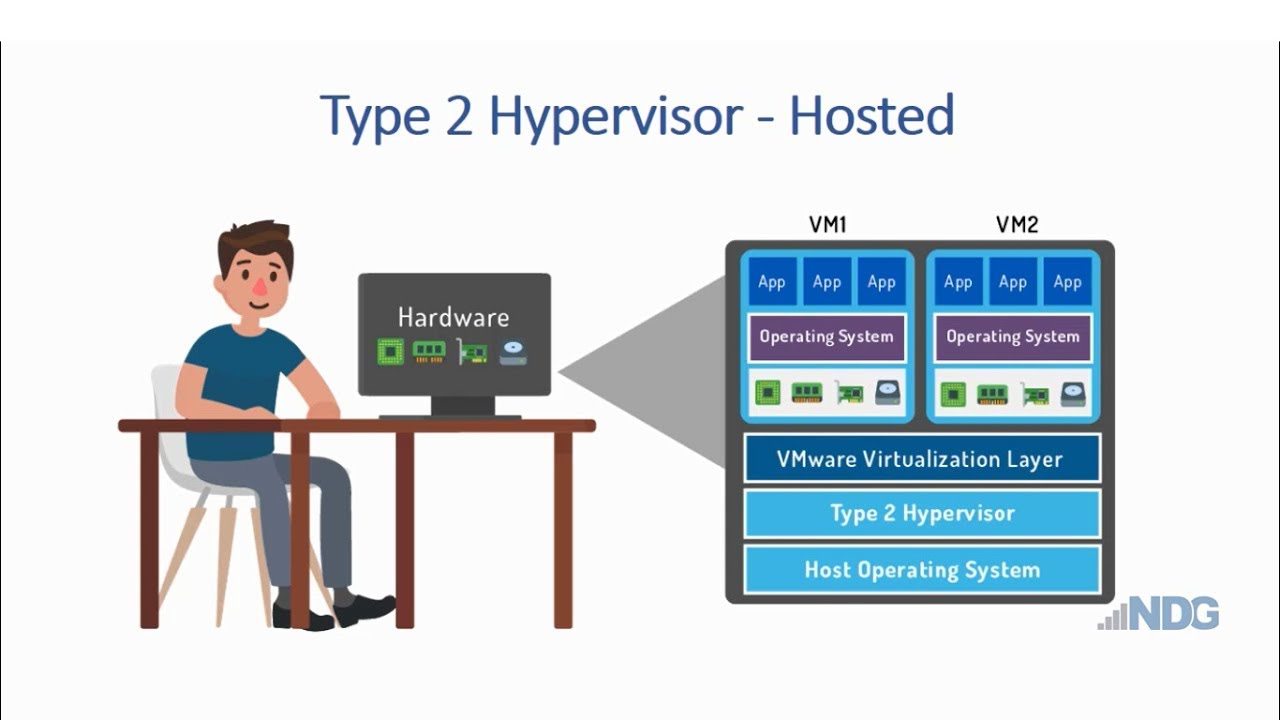 Type 2 Hypervisor - Hosted
VM1
VM2
Hardware
App App App
App App App
Operating System
Operating System
VMware Virtualization Layer
Type 2 Hypervisor
Host Operating System
NDG